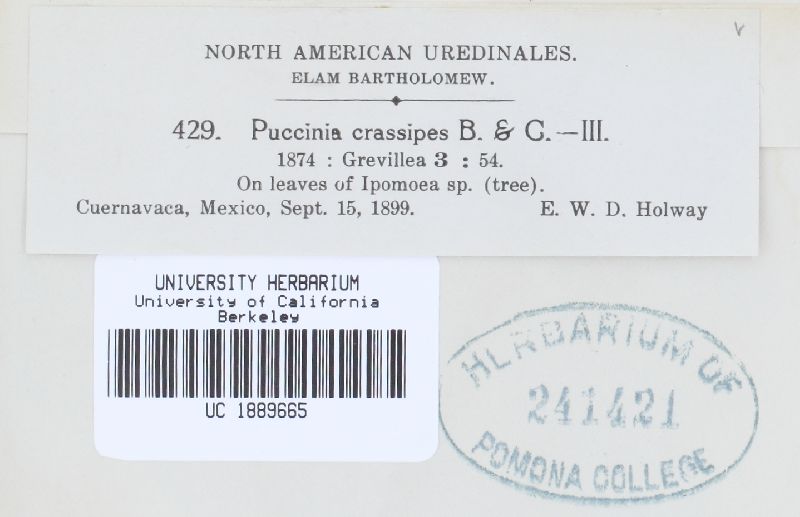 NORTH AMERICAN UREDINALES.
ELAM BARTHOLOMEW.
429. Puccinia crassipes B. & C.—III.
1874 : Grevillea 3 : 54.
On leaves of Ipomoea sp. (tree).
Cuernavaca, Mexico, Sept. 15, 1899. E. W. D. Holway
UNIVERSITY HERBARIUM
University of California
Berkeley
UC 1889665
HERBARIUM OF
241421
POMONA COLLEGE